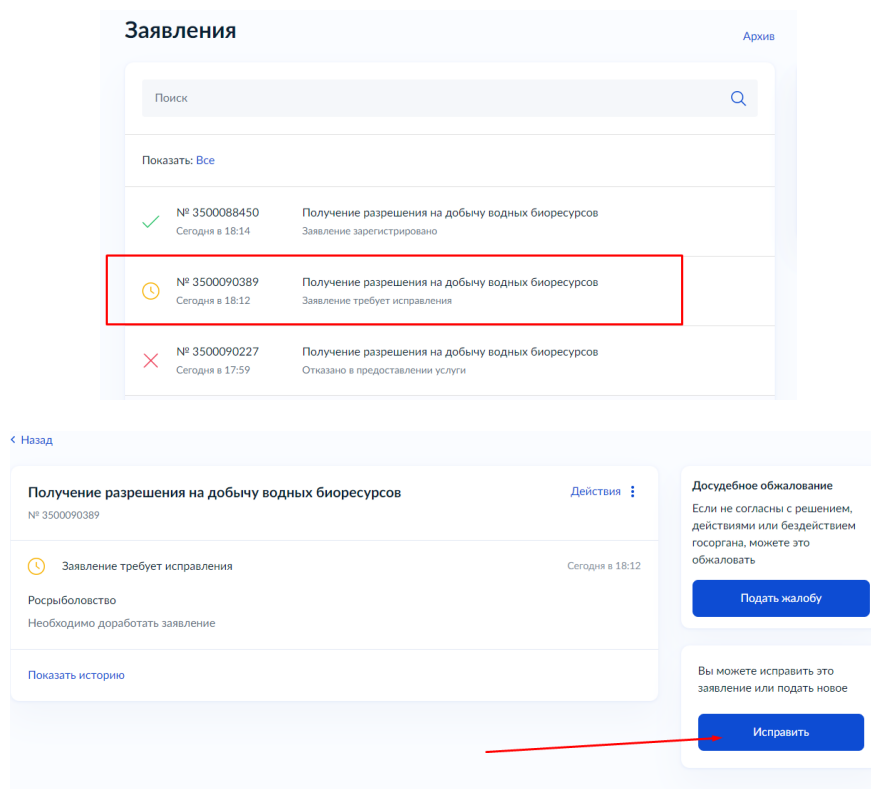 Заявления
Архив
Поиск
Показать: Все
№ 3500088450 Получение разрешения на добычу водных биоресурсов
Сегодня в 18:14 Заявление зарегистрировано
№ 3500090389 Получение разрешения на добычу водных биоресурсов
Сегодня в 18:12 Заявление требует исправления
№ 3500090227 Получение разрешения на добычу водных биоресурсов
Сегодня в 17:59 Отказано в предоставлении услуги
Назад
Получение разрешения на добычу водных биоресурсов
Действия
№ 3500090389
Заявление требует исправления
Сегодня в 18:12
Росрыболовство
Необходимо доработать заявление
Показать историю
Досудебное обжалование
Если не согласны с решением,
действиями или бездействием
госоргана, можете это
обжаловать
Подать жалобу
Вы можете исправить это
заявление или подать новое
Исправить